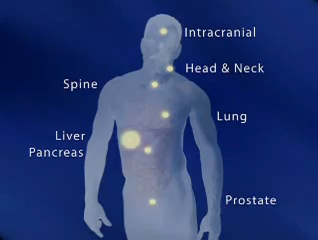 Intracranial
Head & Neck
Spine
Lung
Liver
Pancreas
Prostate